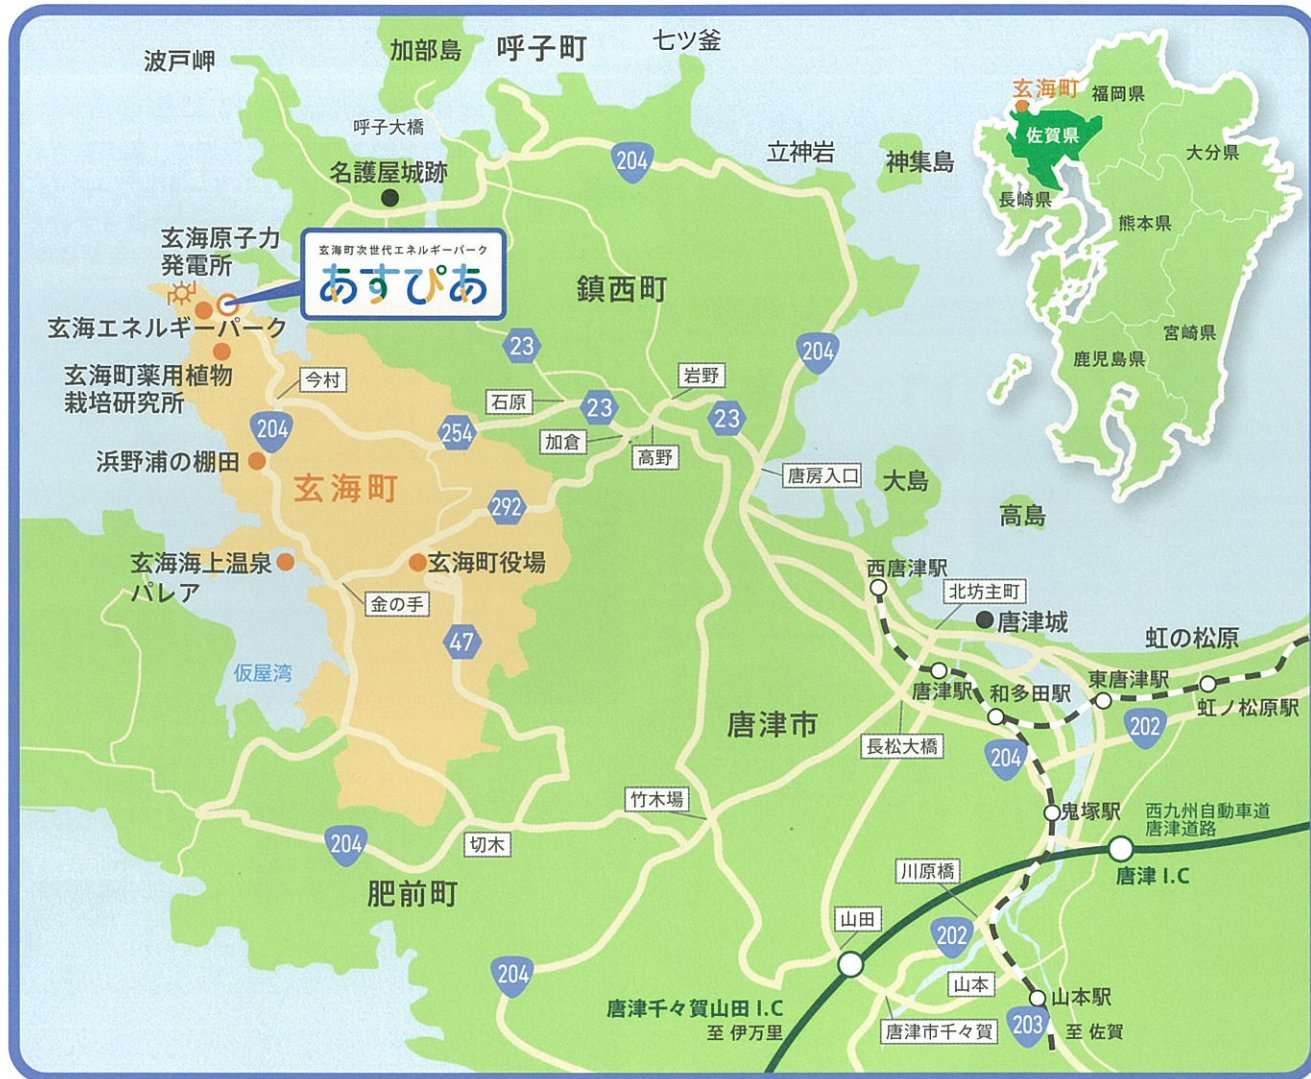 波戸岬
加部島
呼子町
七ツ釜
呼子大橋
名護屋城跡
204
立神岩
神集島
玄海町
福岡県
佐賀県
大分県
長崎県
熊本県
宮崎県
鹿児島県
玄海原子力
発電所
玄海町次世代エネルギーパーク
あすぴあ
鎮西町
玄海エネルギーパーク
玄海町薬用植物
栽培研究所
今村
23
204
岩野
石原
23
23
204
254
加倉
高野
浜野浦の棚田
玄海町
唐房入口
大島
292
高島
玄海海上温泉
パレア
玄海町役場
金の手
西唐津駅
北坊主町
唐津城
47
虹の松原
仮屋湾
唐津駅
和多田駅
東唐津駅
虹ノ松原駅
唐津市
長松大橋
204
202
竹木場
鬼塚駅
西九州自動車道
唐津道路
204
切木
唐津 I.C
肥前町
川原橋
山田
202
204
山本
唐津千々賀山田 I.C
至 伊万里
唐津市千々賀
山本駅
203
至 佐賀